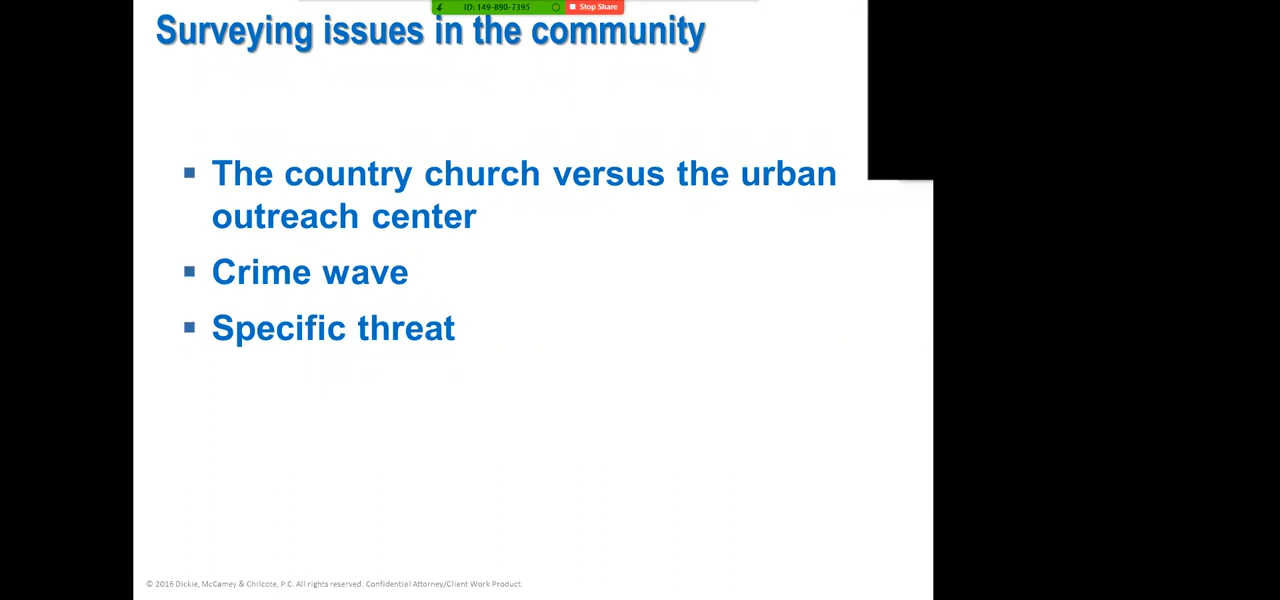 ID: 149-890-7395 Stop Share
Surveying issues in the community
▪ The country church versus the urban
outreach center
▪ Crime wave
▪ Specific threat
© 2016 Dickie, McCamey & Chilcote, P.C. All rights reserved. Confidential Attorney/Client Work Product.